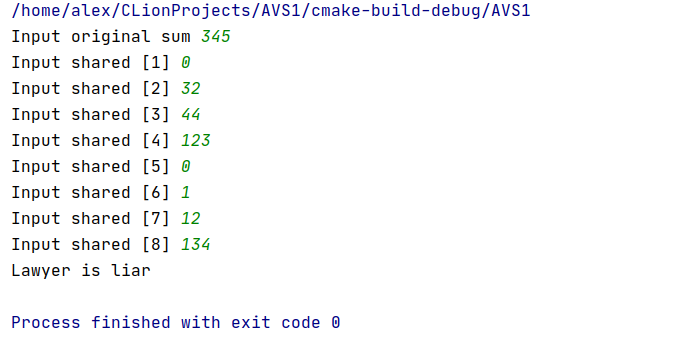 /home/alex/CLionProjects/AVS1/cmake-build-debug/AVS1
Input original sum 345
Input shared [1] 0
Input shared [2] 32
Input shared [3] 44
Input shared [4] 123
Input shared [5] 0
Input shared [6] 1
Input shared [7] 12
Input shared [8] 134
Lawyer is liar
Process finished with exit code 0